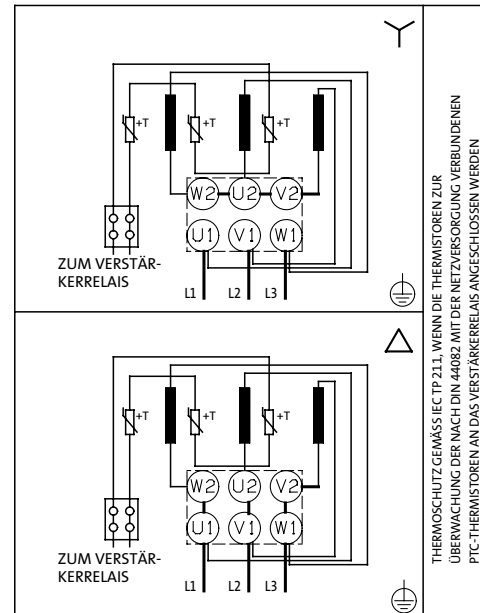 +T +T +T
W2 U2 V2
U1 V1 W1
ZUM VERSTÄR-
KERRELAIS
L1 L2 L3
+T +T +T
W2 U2 V2
U1 V1 W1
ZUM VERSTÄR-
KERRELAIS
L1 L2 L3
THERMOSCHUTZ GEMÄSS IEC TP 211, WENN DIE THERMISTOREN ZUR
ÜBERWACHUNG DER NACH DIN 44082 MIT DER NETZVERSORGUNG VERBUNDENEN
PTC-THERMISTOREN AN DAS VERSTÄRKERRELAIS ANGESCHLOSSEN WERDEN